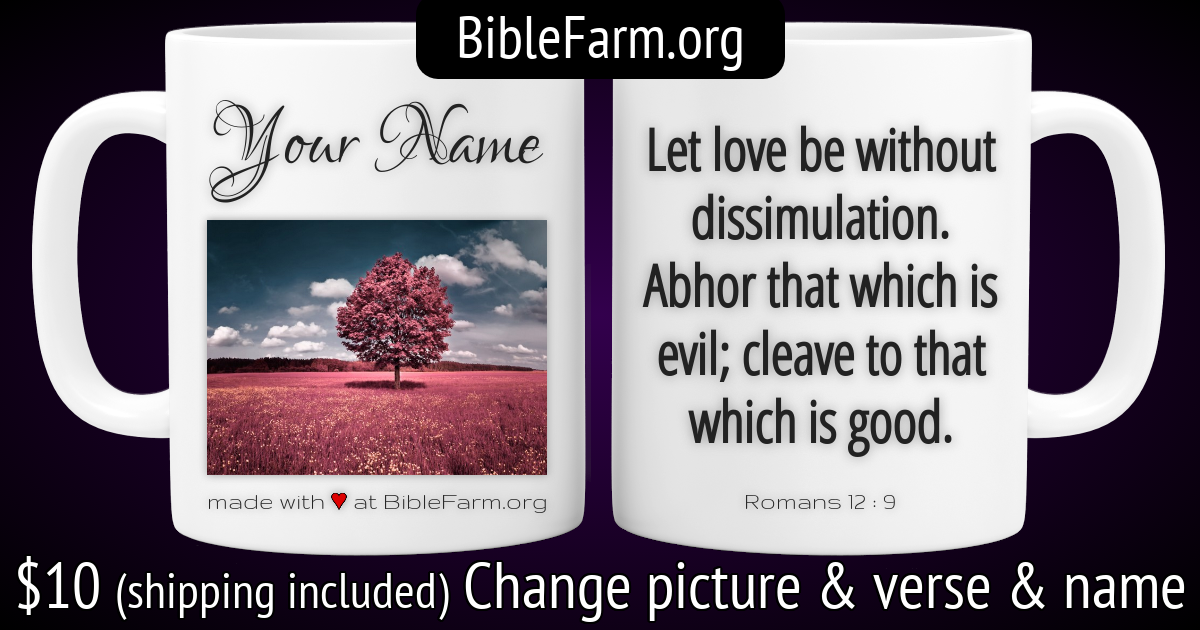 BibleFarm.org
Your Name
made with ♥ at BibleFarm.org
Let love be without
dissimulation.
Abhor that which is
evil; cleave to that
which is good.
Romans 12 : 9
$10 (shipping included) Change picture & verse & name